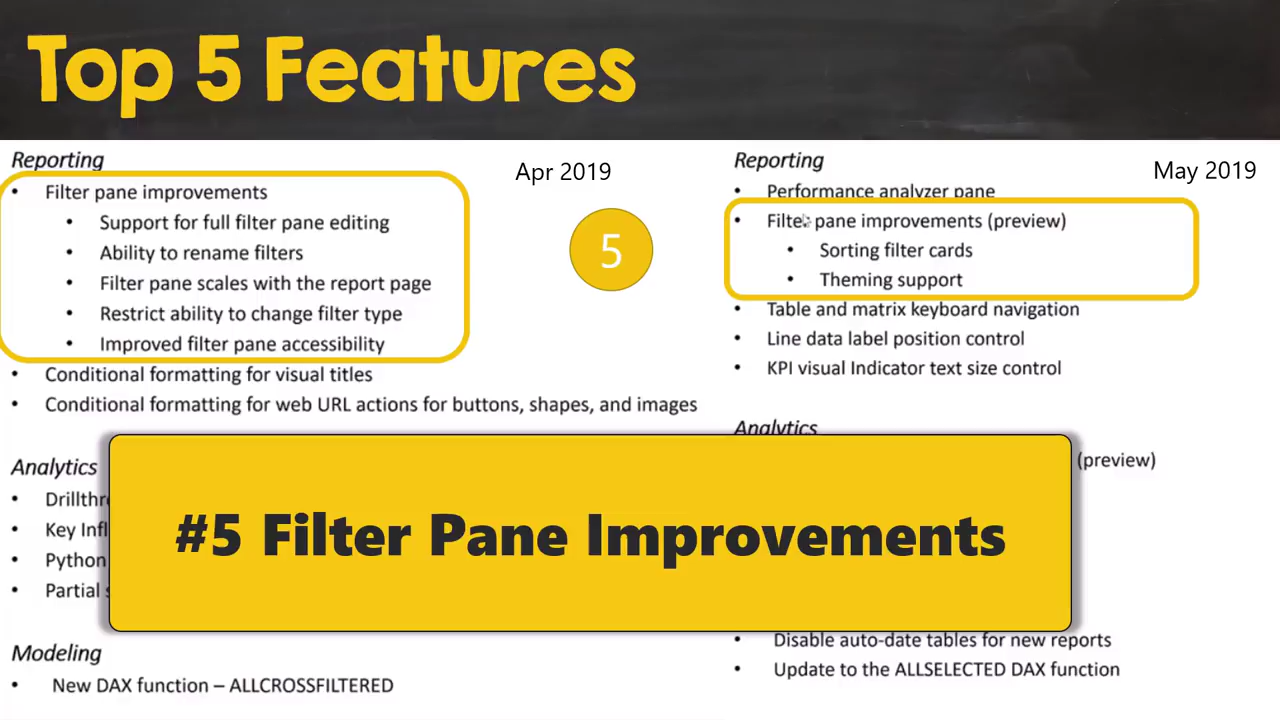 Top 5 Features
Reporting
Apr 2019
• Filter pane improvements
• Support for full filter pane editing
• Ability to rename filters
• Filter pane scales with the report page
• Restrict ability to change filter type
• Improved filter pane accessibility
• Conditional formatting for visual titles
• Conditional formatting for web URL actions for buttons, shapes, and images
Analytics
• Drillthr
• Key Infl
• Python
• Partial
Modeling
• New DAX function – ALLCROSSFILTERED
5
Reporting
May 2019
• Performance analyzer pane
• Filter pane improvements (preview)
• Sorting filter cards
• Theming support
• Table and matrix keyboard navigation
• Line data label position control
• KPI visual Indicator text size control
Analytics
(preview)
• Disable auto-date tables for new reports
• Update to the ALLSELECTED DAX function
#5 Filter Pane Improvements